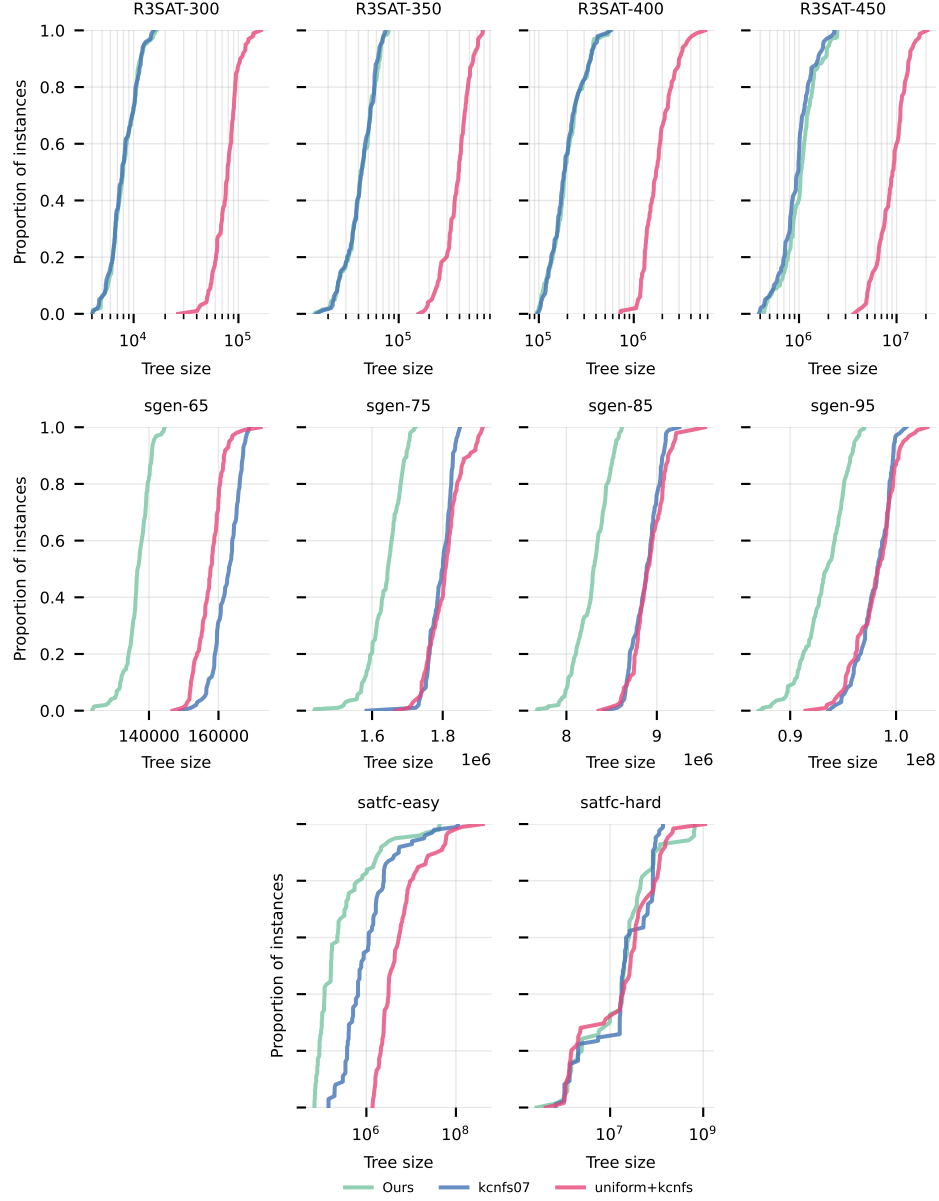 R3SAT-300 R3SAT-350 R3SAT-400 R3SAT-450
Proportion of instances
1.0
0.8
0.6
0.4
0.2
0.0
10^4 10^5 10^5 10^5 10^6 10^6 10^7
Tree size Tree size Tree size Tree size
sgen-65 sgen-75 sgen-85 sgen-95
Proportion of instances
1.0
0.8
0.6
0.4
0.2
0.0
140000 160000 1.6 1.8 8 9 0.9 1.0
1e6 1e6 1e8
Tree size Tree size Tree size Tree size
satfc-easy satfc-hard
Proportion of instances
10^6 10^8 10^7 10^9
Tree size Tree size
Ours kcnfs07 uniform+kcnfs